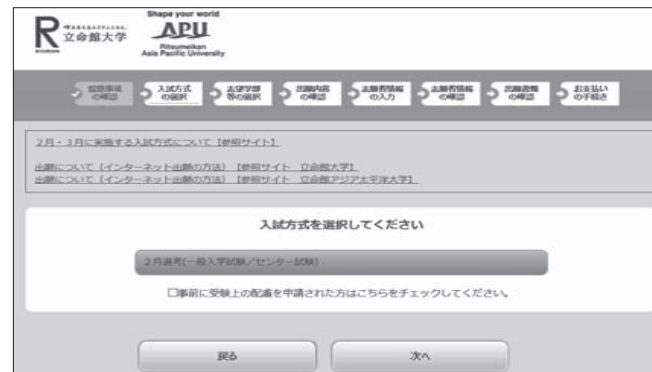 Shape your world
R 立命館大学
APU
Ritsumeikan
Asia Pacific University
入試方式
の選択
志望学部
等の選択
出願内容
の確認
志願者情報
の入力
志願者情報
の確認
出願書類
の確認
お支払い
の手続き
2月・3月に実施する入試方式について【参照サイト】
出願について（インターネット出願の方法）【参照サイト 立命館大学】
出願について（インターネット出願の方法）【参照サイト 立命館アジア太平洋大学】
入試方式を選択してください
2月選考(一般入学試験／センター試験)
□事前に受験上の配慮を申請された方はこちらをチェックしてください。
戻る
次へ